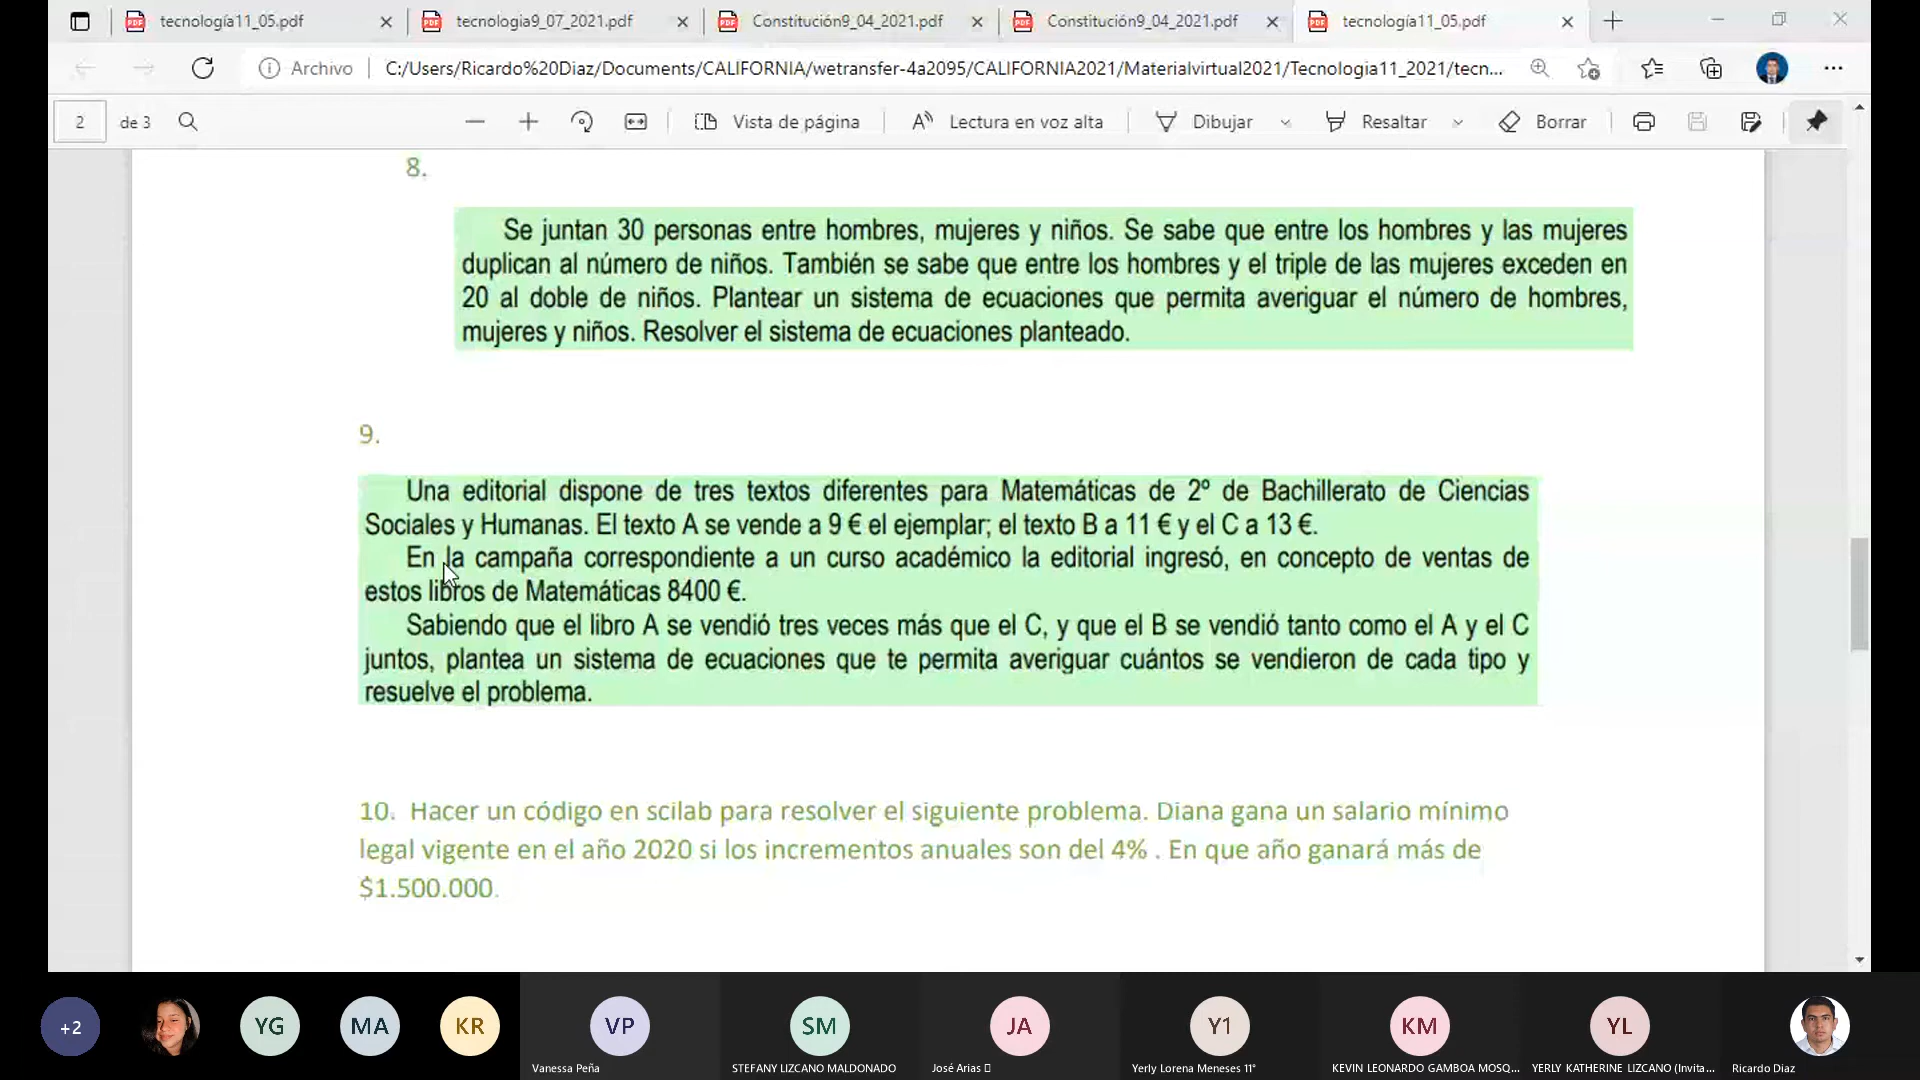 tecnología11_05.pdf
tecnologia9_07_2021.pdf
Constitución9_04_2021.pdf
Constitución9_04_2021.pdf
tecnología11_05.pdf
Archivo
C:/Users/Ricardo%20Diaz/Documents/CALIFORNIA/wetransfer-4a2095/CALIFORNIA2021/Materialvirtual2021/Tecnologia11_2021/tecn...
2 de 3
Vista de página
Lectura en voz alta
Dibujar
Resaltar
Borrar
8.
Se juntan 30 personas entre hombres, mujeres y niños. Se sabe que entre los hombres y las mujeres
duplican al número de niños. También se sabe que entre los hombres y el triple de las mujeres exceden en
20 al doble de niños. Plantear un sistema de ecuaciones que permita averiguar el número de hombres,
mujeres y niños. Resolver el sistema de ecuaciones planteado.
9.
Una editorial dispone de tres textos diferentes para Matemáticas de 2º de Bachillerato de Ciencias
Sociales y Humanas. El texto A se vende a 9 € el ejemplar; el texto B a 11 € y el C a 13 €.
En la campaña correspondiente a un curso académico la editorial ingresó, en concepto de ventas de
estos libros de Matemáticas 8400 €.
Sabiendo que el libro A se vendió tres veces más que el C, y que el B se vendió tanto como el A y el C
juntos, plantea un sistema de ecuaciones que te permita averiguar cuántos se vendieron de cada tipo y
resuelve el problema.
10. Hacer un código en scilab para resolver el siguiente problema. Diana gana un salario mínimo
legal vigente en el año 2020 si los incrementos anuales son del 4% . En que año ganará más de
$1.500.000.
+2
YG
MA
KR
VP
SM
JA
Y1
KM
YL
Vanessa Peña
STEFANY LIZCANO MALDONADO
José Arias
Yerly Lorena Meneses 11°
KEVIN LEONARDO GAMBOA MOSQ...
YERLY KATHERINE LIZCANO (Invita...
Ricardo Diaz